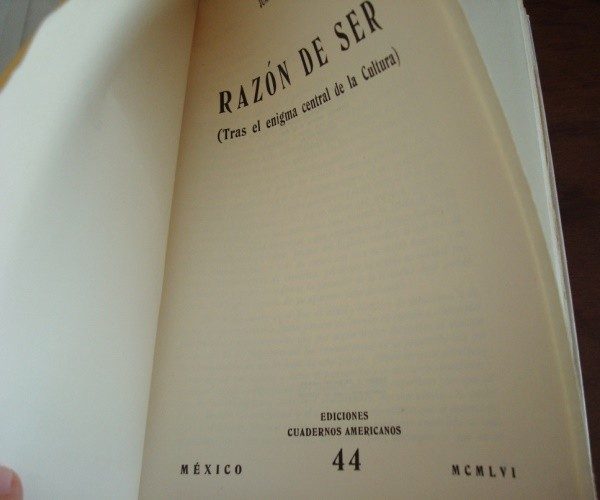 RAZÓN DE SER
(Tras el enigma central de la Cultura)
EDICIONES
CUADERNOS AMERICANOS
MÉXICO 44 MCMLVI